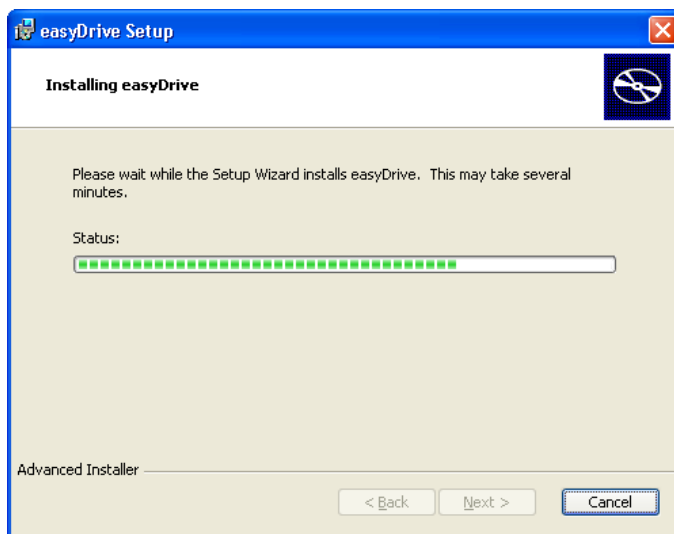 easyDrive Setup
Installing easyDrive
Please wait while the Setup Wizard installs easyDrive. This may take several
minutes.
Status:
Advanced Installer
< Back
Next >
Cancel